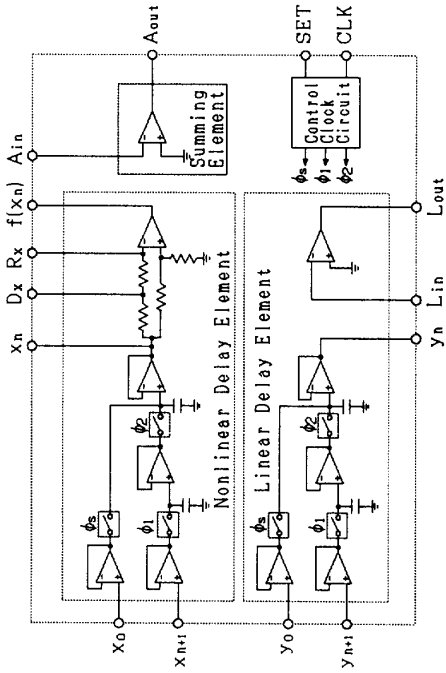 xn
Dx
Rx
f(xn)
Ain
Aout
φs
φ1
φ2
x0
xn+1
Nonlinear Delay Element
Summing
Element
SET
CLK
Control
Clock
Circuit
φs
φ1
φ2
Linear Delay Element
φs
φ1
φ2
y0
yn+1
yn
Lin
Lout